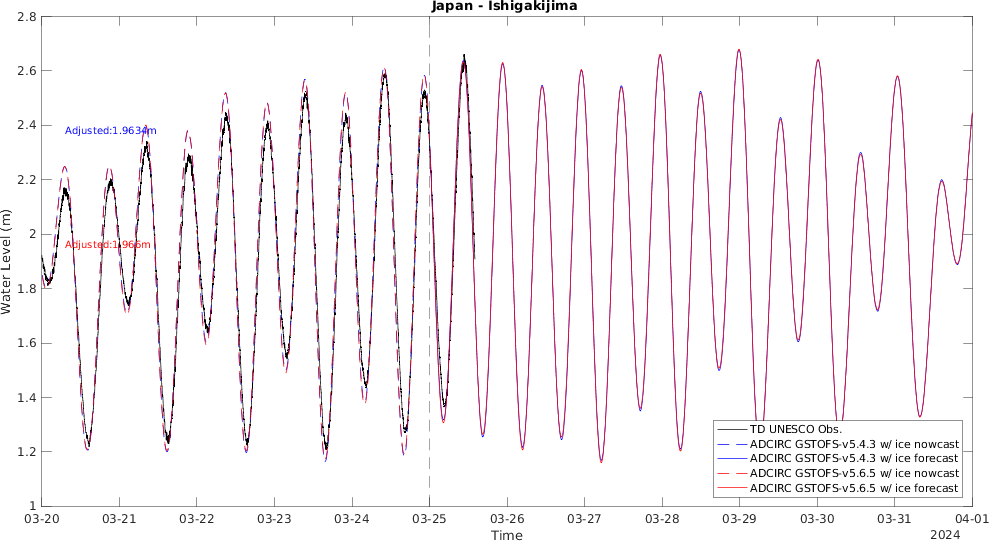 Japan - Ishigakijima
2.8
2.6
2.4
2.2
2
1.8
1.6
1.4
1.2
1
Water Level (m)
Adjusted:1.9634m
Adjusted:1.966m
TD UNESCO Obs.
ADCIRC GSTOFS-v5.4.3 w/ ice nowcast
ADCIRC GSTOFS-v5.4.3 w/ ice forecast
ADCIRC GSTOFS-v5.6.5 w/ ice nowcast
ADCIRC GSTOFS-v5.6.5 w/ ice forecast
03-20 03-21 03-22 03-23 03-24 03-25 03-26 03-27 03-28 03-29 03-30 03-31 04-01
Time
2024